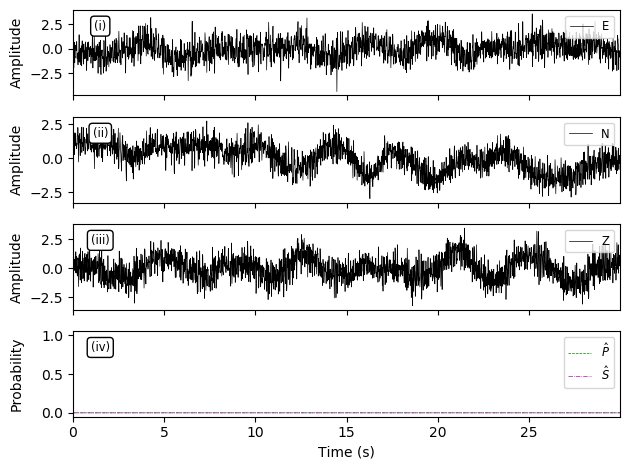 (i)
E
Amplitude
2.5
0.0
−2.5
(ii)
N
Amplitude
2.5
0.0
−2.5
(iii)
Z
Amplitude
2.5
0.0
−2.5
(iv)
P̂
Ŝ
Probability
1.0
0.5
0.0
0 5 10 15 20 25
Time (s)